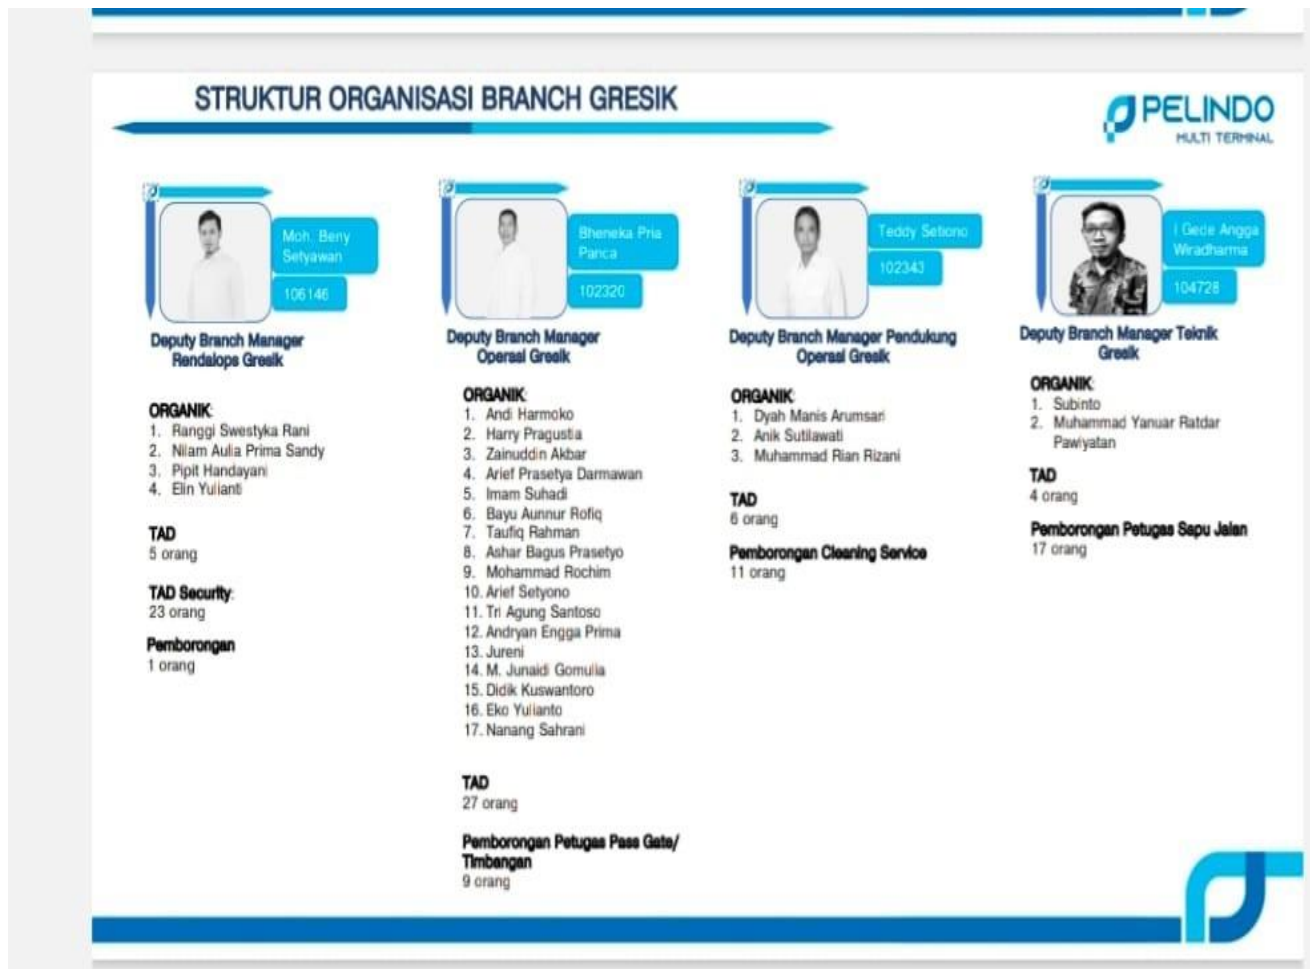 STRUKTUR ORGANISASI BRANCH GRESIK
PELINDO
MULTI TERMINAL
Moh. Beny
Setyawan
106146
Deputy Branch Manager
Rendalops Gresik
ORGANIK:
1. Ranggi Swestyka Rani
2. Nilam Aulia Prima Sandy
3. Pipit Handayani
4. Elin Yulianti
TAD
5 orang
TAD Security:
23 orang
Pemborongan
1 orang
Bheneka Pria
Panca
102320
Deputy Branch Manager
Operasi Gresik
ORGANIK:
1. Andi Harmoko
2. Harry Pragustia
3. Zainuddin Akbar
4. Arief Prasetya Darmawan
5. Imam Suhadi
6. Bayu Aunnur Rofiq
7. Taufiq Rahman
8. Ashar Bagus Prasetyo
9. Mohammad Rochim
10. Arief Setyono
11. Tri Agung Santoso
12. Andryan Engga Prima
13. Jureni
14. M. Junaidi Gomulia
15. Didik Kuswantoro
16. Eko Yulianto
17. Nanang Sahrani
TAD
27 orang
Pemborongan Petugas Pass Gate/
Timbangan
9 orang
Teddy Setiono
102343
Deputy Branch Manager Pendukung
Operasi Gresik
ORGANIK:
1. Dyah Manis Arumsari
2. Anik Sutilawati
3. Muhammad Rian Rizani
TAD
6 orang
Pemborongan Cleaning Service
11 orang
I Gede Angga
Wiradharma
104728
Deputy Branch Manager Teknik
Gresik
ORGANIK:
1. Subinto
2. Muhammad Yanuar Ratdar
Pawiyatan
TAD
4 orang
Pemborongan Petugas Sapu Jalan
17 orang